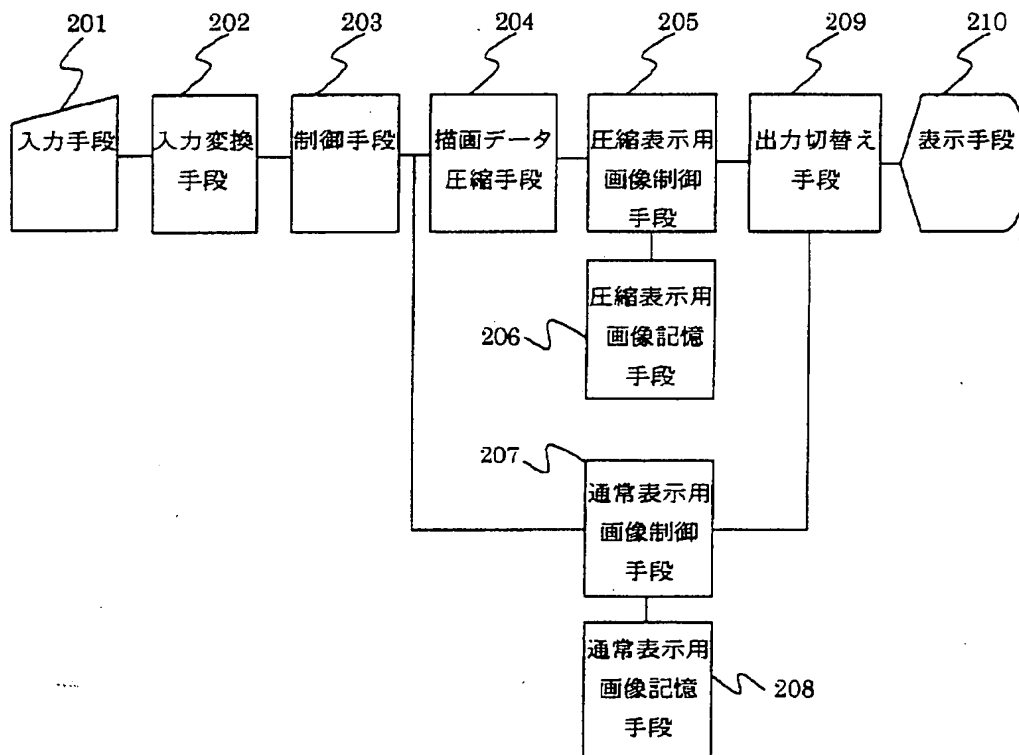 201
202
203
204
205
209
210
入力手段
入力変換
手段
制御手段
描画データ
圧縮手段
圧縮表示用
画像制御
手段
出力切替え
手段
表示手段
圧縮表示用
画像記憶
手段
206
207
通常表示用
画像制御
手段
通常表示用
画像記憶
手段
208